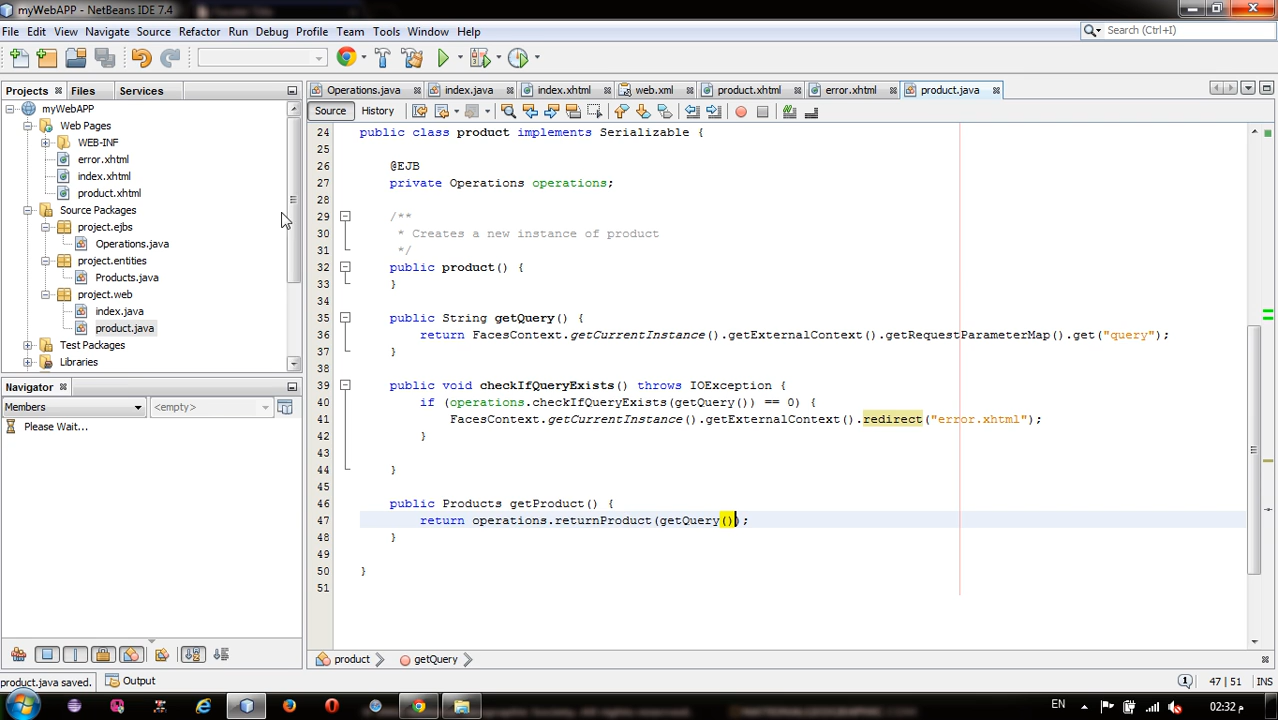 myWebAPP - NetBeans IDE 7.4
File Edit View Navigate Source Refactor Run Debug Profile Team Tools Window Help
Search (Ctrl+I)
Projects Files Services
Operations.java index.java index.xhtml web.xml product.xhtml error.xhtml product.java
Source History
myWebAPP
Web Pages
WEB-INF
error.xhtml
index.xhtml
product.xhtml
Source Packages
project.ejbs
Operations.java
project.entities
Products.java
project.web
index.java
product.java
Test Packages
Libraries
Navigator
Members <empty>
Please Wait...
24 public class product implements Serializable {
25
26 @EJB
27 private Operations operations;
28
29 /**
30 * Creates a new instance of product
31 */
32 public product() {
33 }
34
35 public String getQuery() {
36 return FacesContext.getCurrentInstance().getExternalContext().getRequestParameterMap().get("query");
37 }
38
39 public void checkIfQueryExists() throws IOException {
40 if (operations.checkIfQueryExists(getQuery()) == 0) {
41 FacesContext.getCurrentInstance().getExternalContext().redirect("error.xhtml");
42 }
43
44 }
45
46 public Products getProduct() {
47 return operations.returnProduct(getQuery());
48 }
49
50 }
51
product getQuery
product.java saved. Output 1 47 | 51 INS
EN 02:32 م